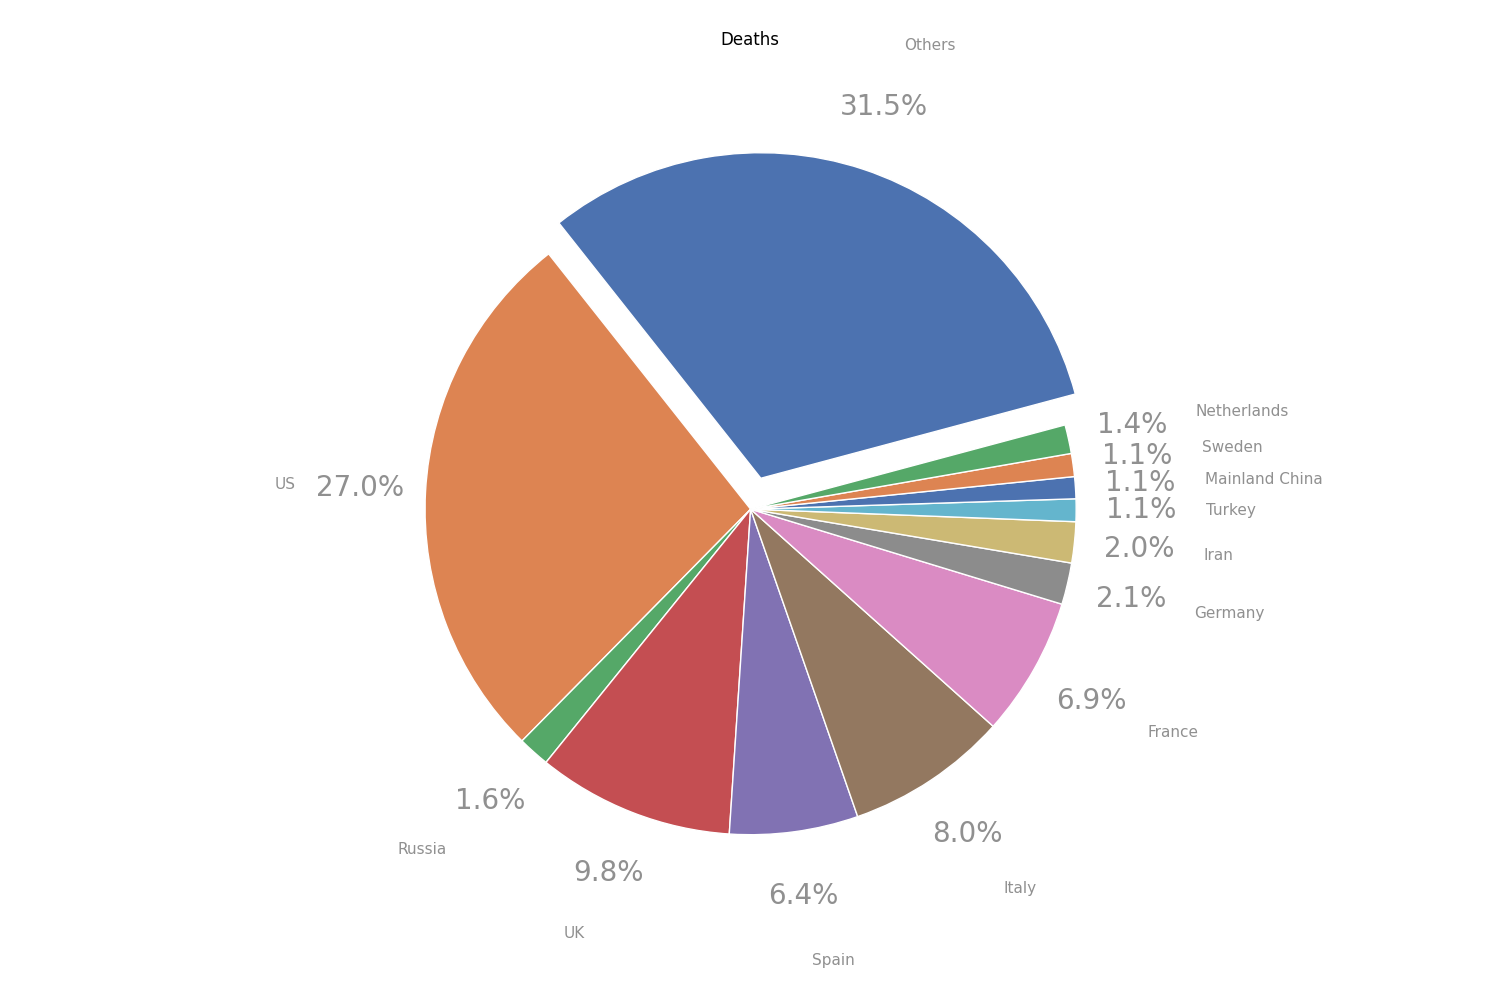 Deaths
Others
31.5%
US
27.0%
Russia
1.6%
UK
9.8%
Spain
6.4%
Italy
8.0%
France
6.9%
Germany
2.1%
Iran
2.0%
Turkey
1.1%
Mainland China
1.1%
Sweden
1.1%
Netherlands
1.4%